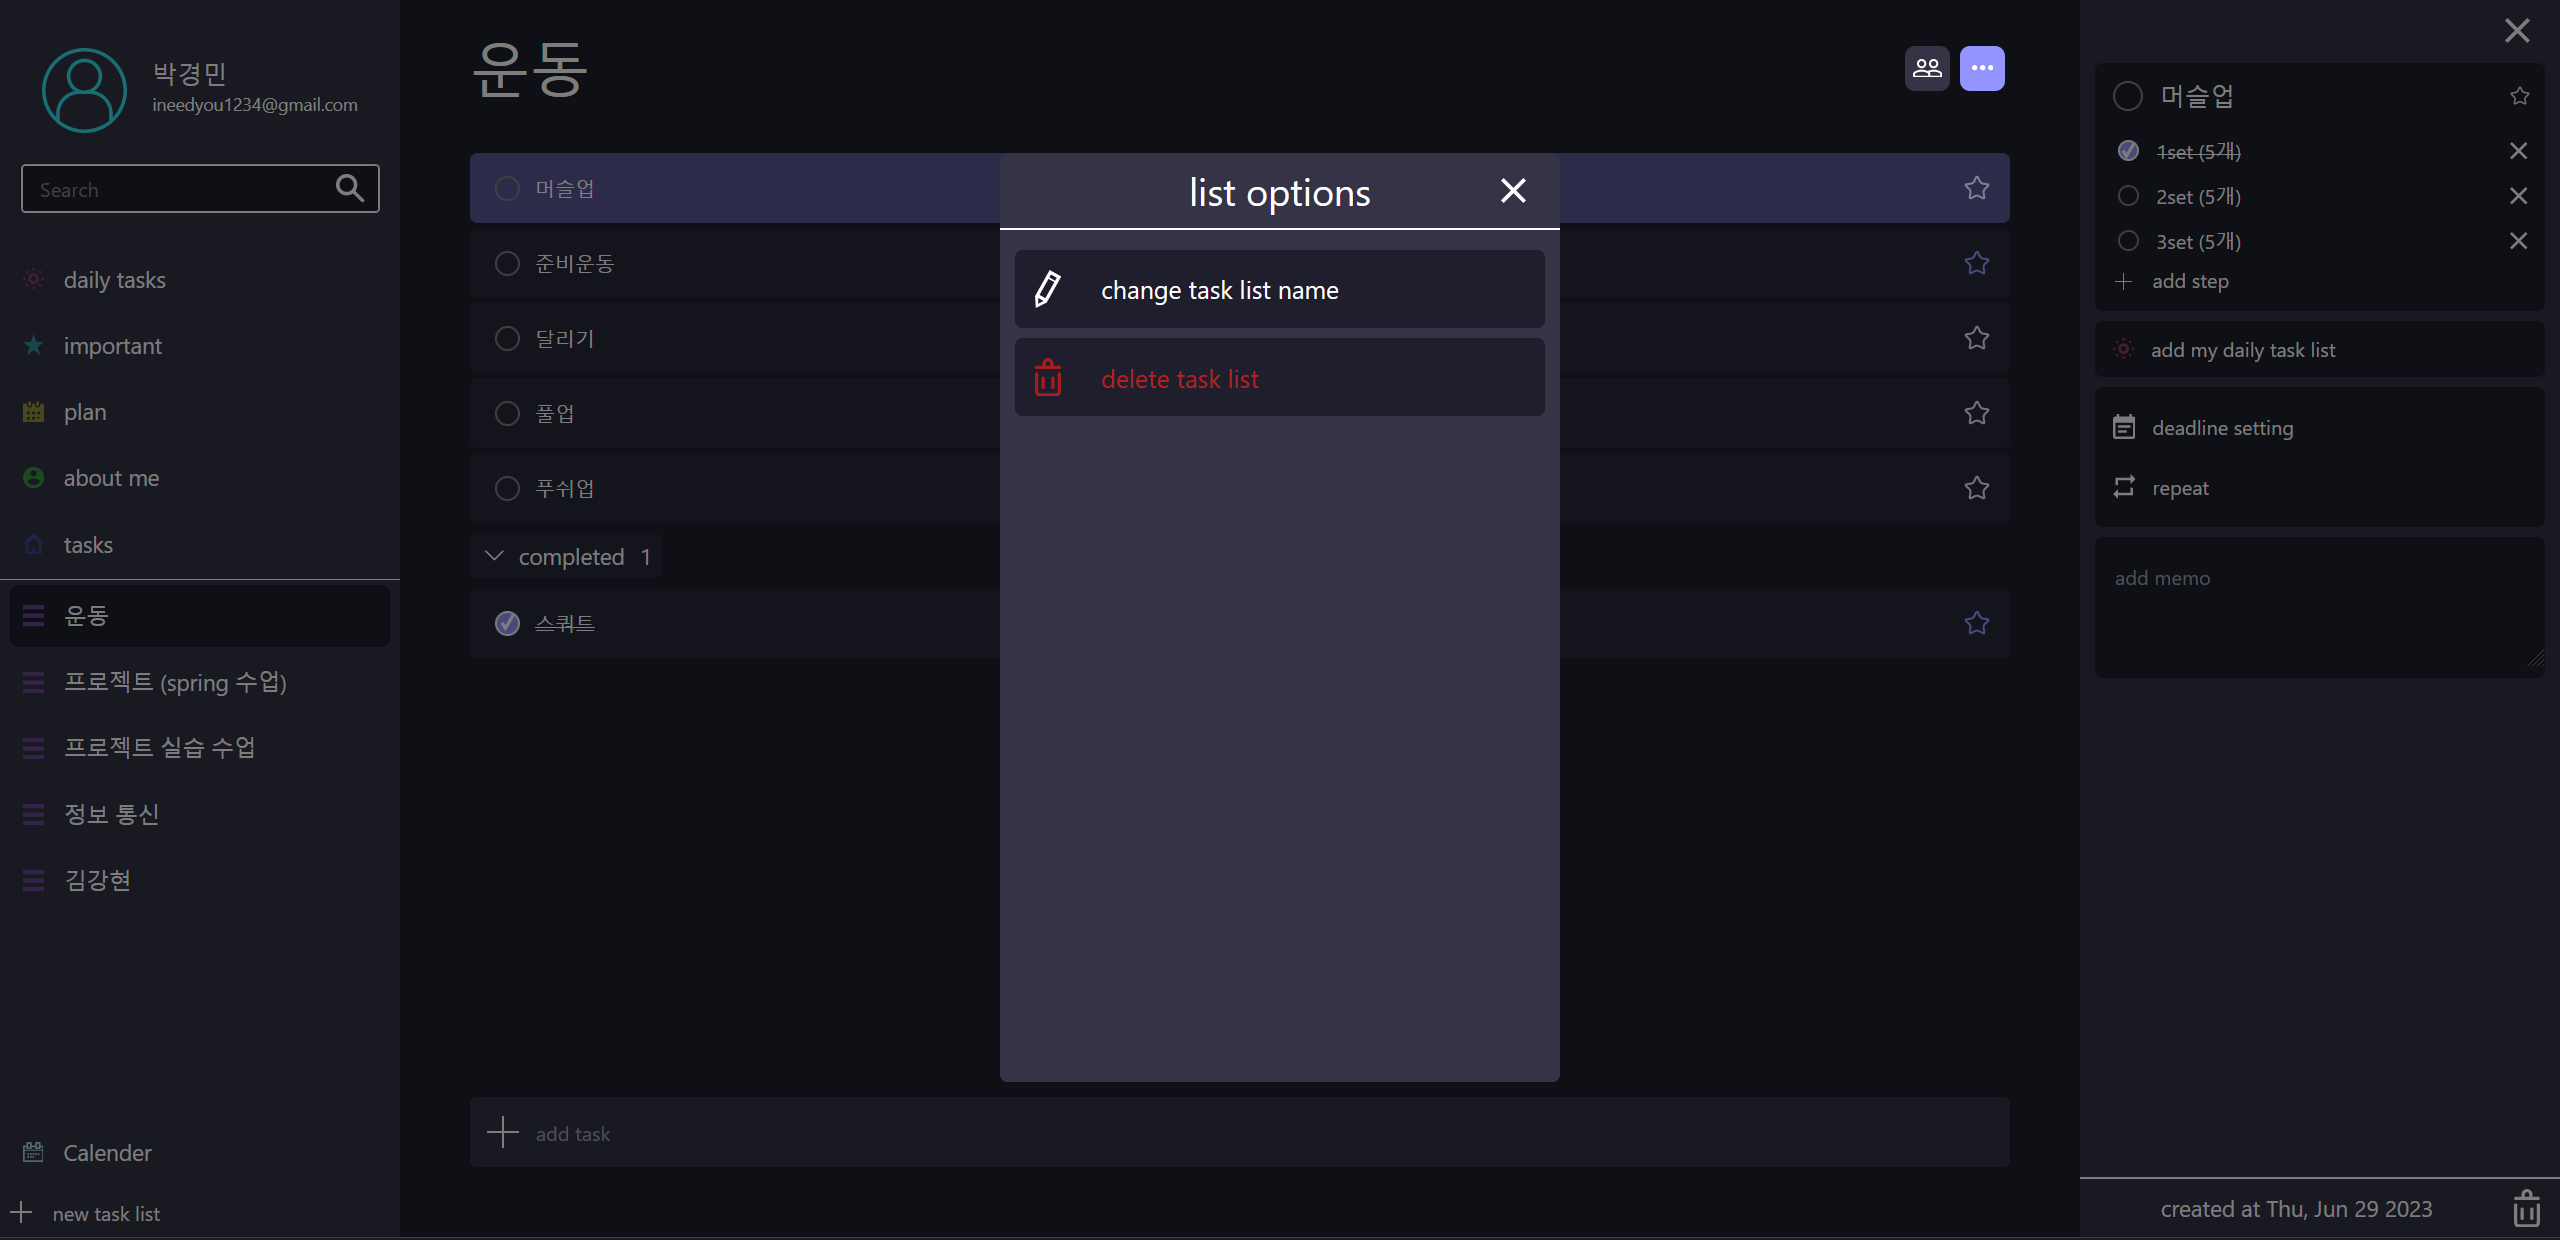 박경민
ineedyou1234@gmail.com
Search
daily tasks
important
plan
about me
tasks
운동
프로젝트 (spring 수업)
프로젝트 실습 수업
정보 통신
김강현
Calender
new task list
운동
머슬업
준비운동
달리기
풀업
푸쉬업
completed 1
스쿼트
add task
list options
change task list name
delete task list
머슬업
1set (5개)
2set (5개)
3set (5개)
add step
add my daily task list
deadline setting
repeat
add memo
created at Thu, Jun 29 2023